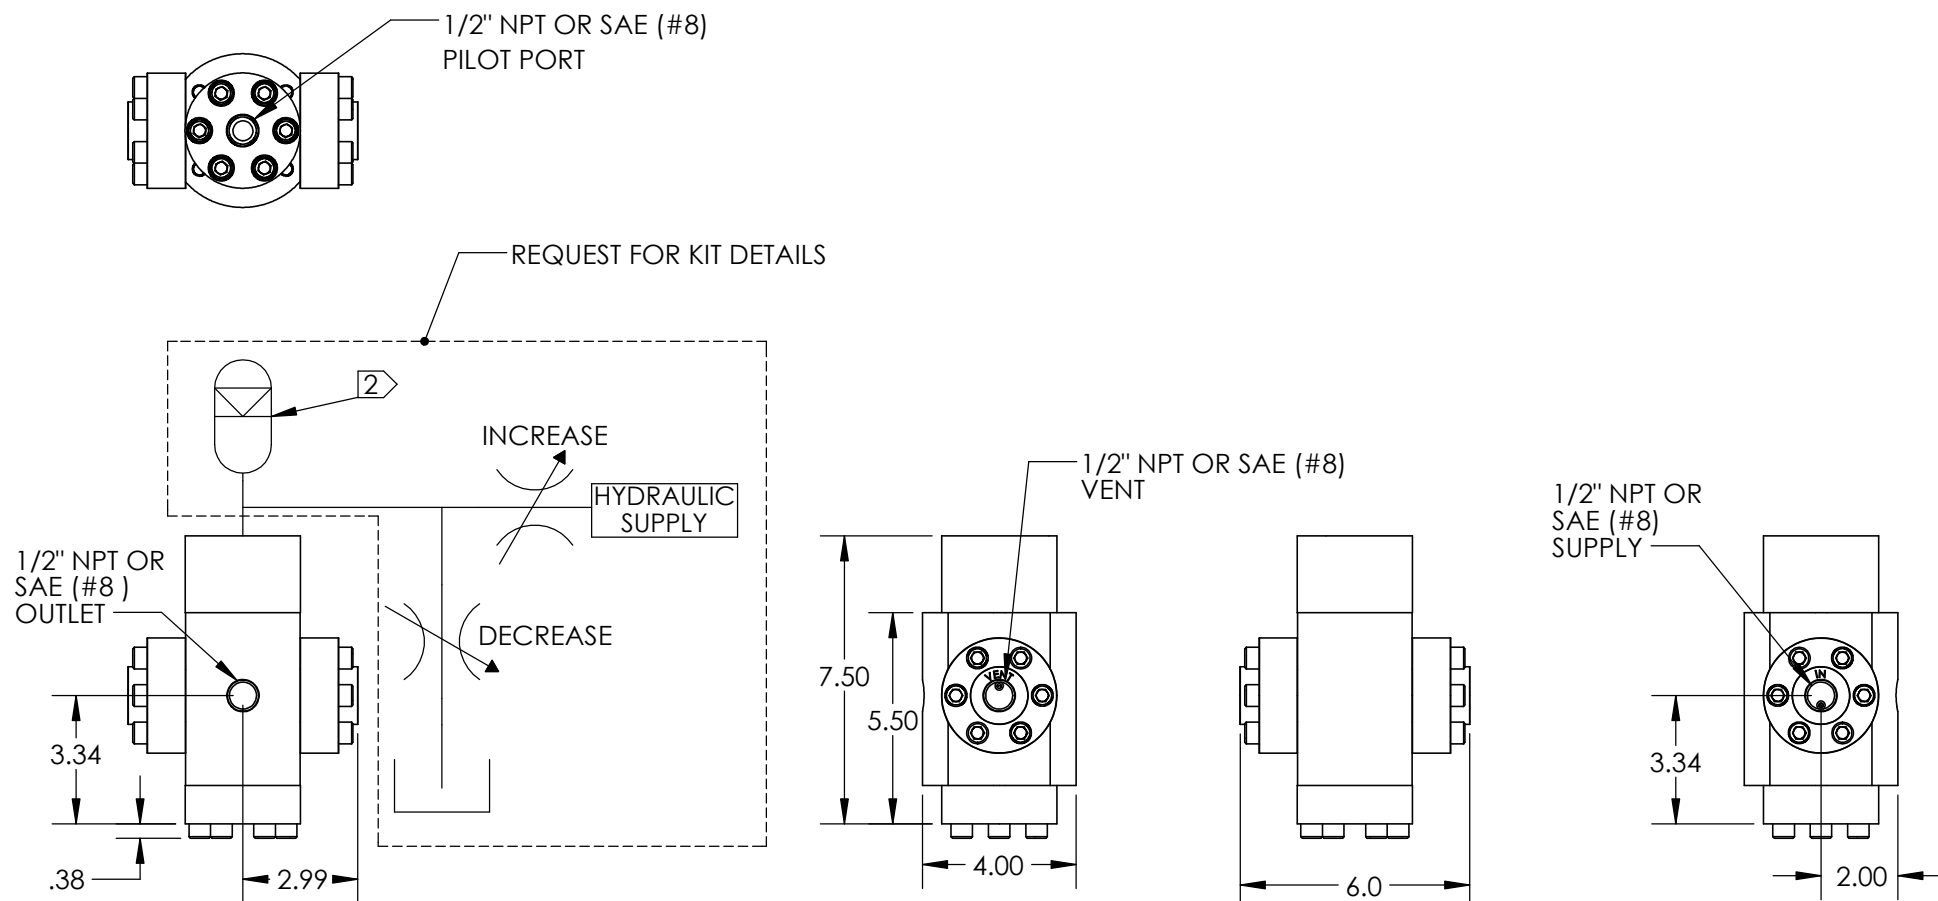 1/2" NPT OR SAE (#8)
PILOT PORT
REQUEST FOR KIT DETAILS
2
INCREASE
HYDRAULIC
SUPPLY
DECREASE
1/2" NPT OR
SAE (#8 )
OUTLET
3.34
.38
2.99
1/2" NPT OR SAE (#8)
VENT
VENT
7.50
5.50
4.00
6.0
1/2" NPT OR
SAE (#8)
SUPPLY
IN
3.34
2.00